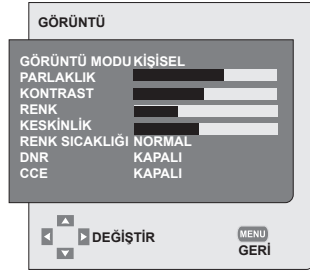 GÖRÜNTÜ
GÖRÜNTÜ MODU KİŞİSEL
PARLAKLIK
KONTRAST
RENK
KESKİNLİK
RENK SICAKLIĞI NORMAL
DNR KAPALI
CCE KAPALI
DEĞİŞTİR
MENU
GERİ